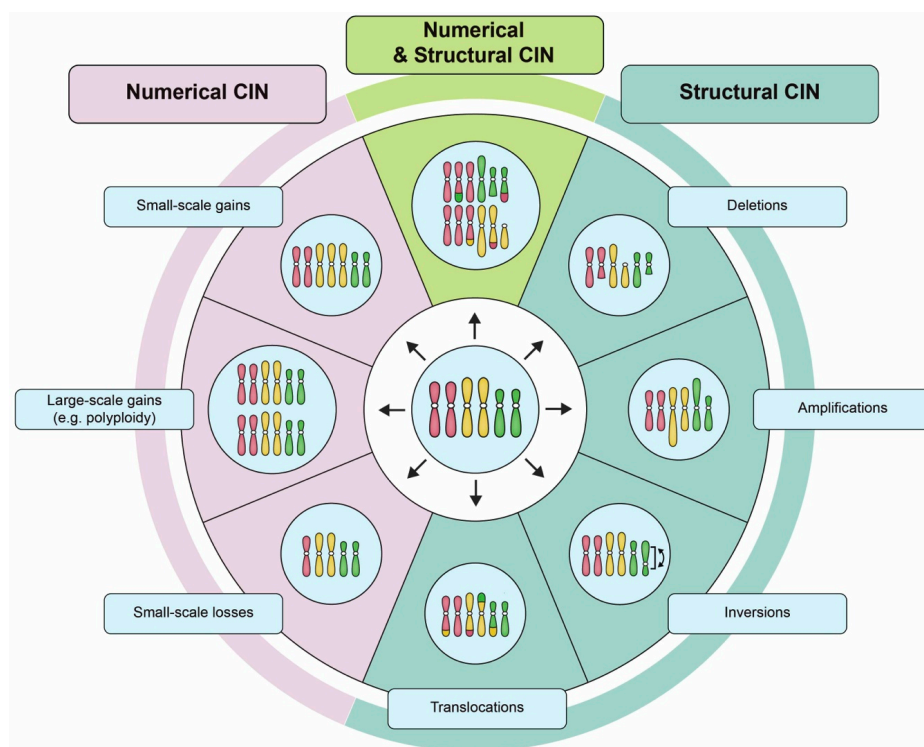 Numerical
& Structural CIN
Numerical CIN
Structural CIN
Small-scale gains
Deletions
Large-scale gains
(e.g. polyploidy)
Amplifications
Small-scale losses
Inversions
Translocations